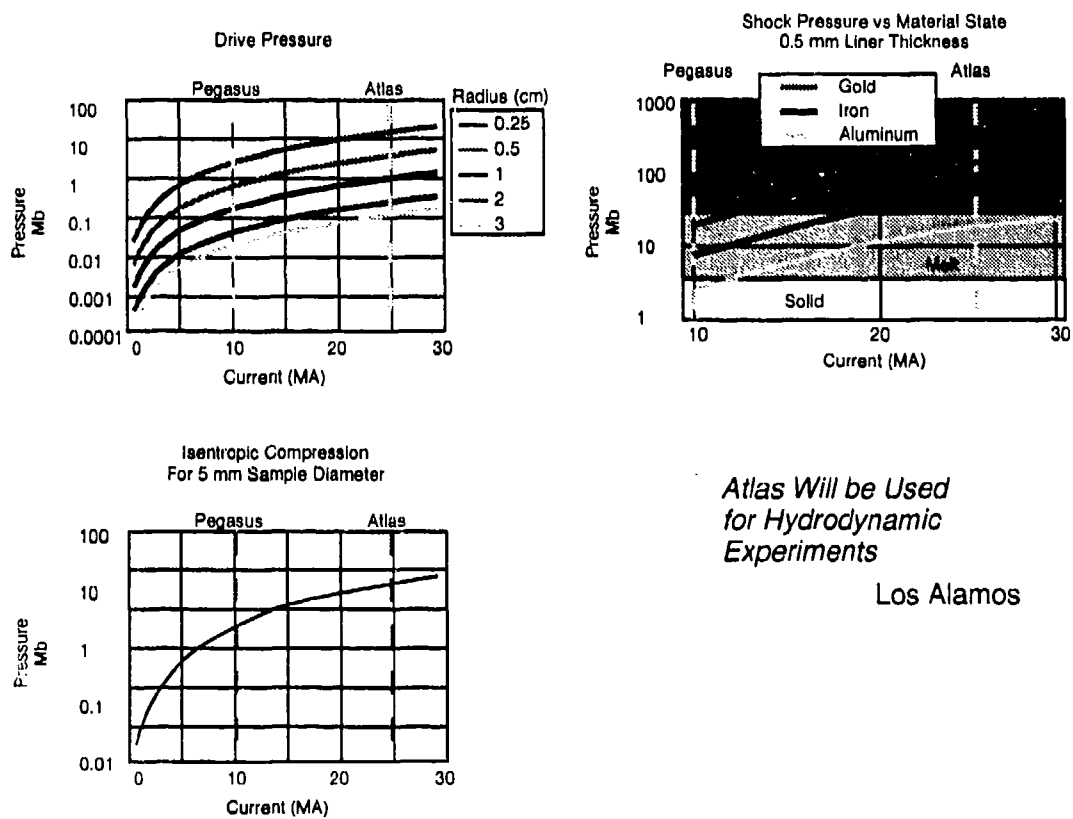 Drive Pressure
Pegasus Atlas
Radius (cm)
0.25
0.5
1
2
3
100
10
1
0.1
0.01
0.001
0.0001
Pressure
Mb
0 10 20 30
Current (MA)
Shock Pressure vs Material State
0.5 mm Liner Thickness
Pegasus Atlas
Gold
Iron
Aluminum
1000
100
10
1
Pressure
Mb
Melt
Solid
10 20 30
Current (MA)
Isentropic Compression
For 5 mm Sample Diameter
Pegasus Atlas
100
10
1
0.1
0.01
Pressure
Mb
0 10 20 30
Current (MA)
Atlas Will be Used
for Hydrodynamic
Experiments
Los Alamos